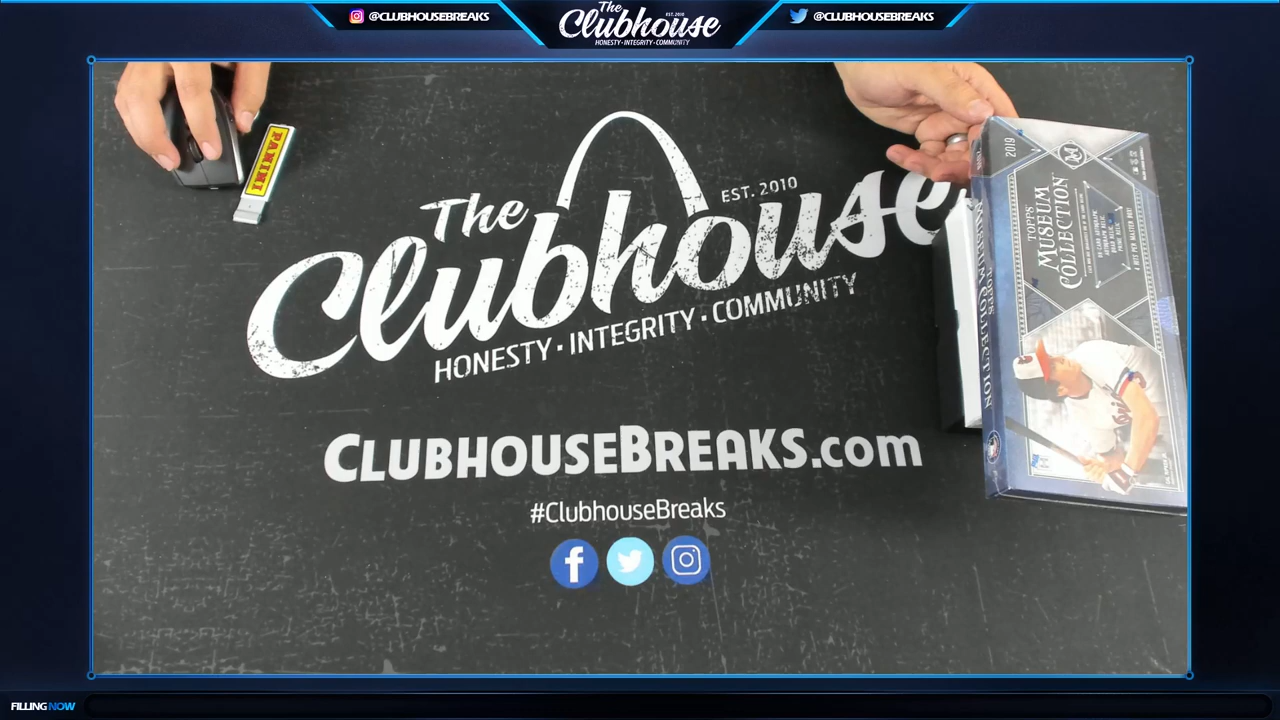 @CLUBHOUSEBREAKS
The
EST. 2010
Clubhouse
HONESTY • INTEGRITY • COMMUNITY
@CLUBHOUSEBREAKS
PANINI
The
EST. 2010
Clubhouse
HONESTY • INTEGRITY • COMMUNITY
CLUBHOUSEBREAKS.com
#ClubhouseBreaks
2019
TOPPS
MUSEUM
COLLECTION
FILLING NOW